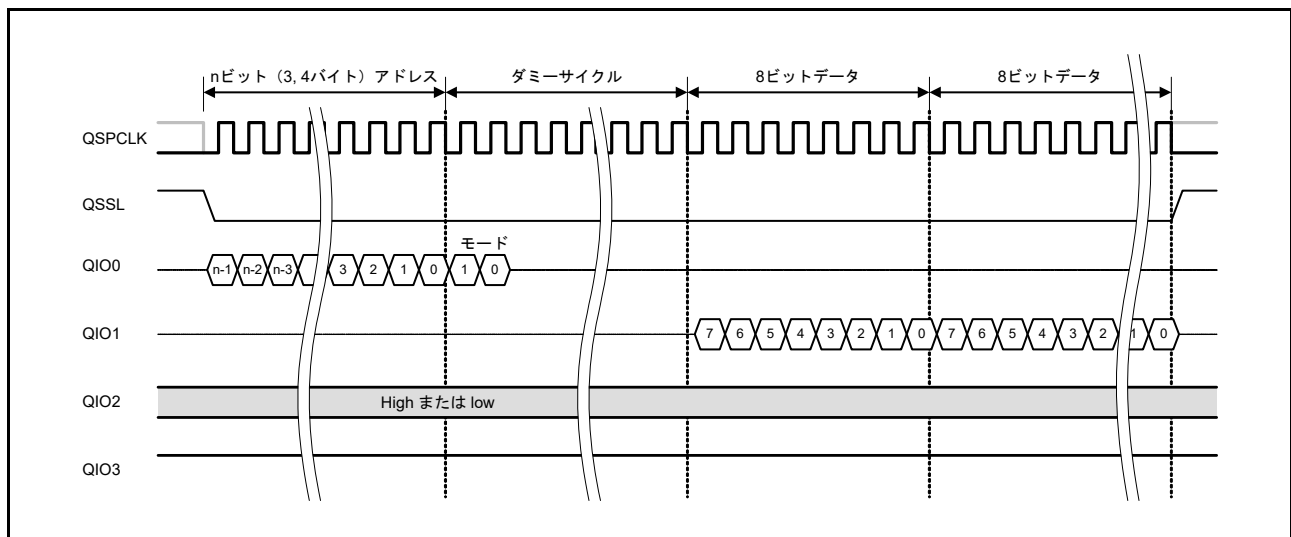 nビット（3, 4バイト）アドレス ダミーサイクル 8ビットデータ 8ビットデータ
QSPCLK
QSSL
モード
QIO0 n-1 n-2 n-3 3 2 1 0 1 0
QIO1 7 6 5 4 3 2 1 0 7 6 5 4 3 2 1 0
QIO2 High または low
QIO3